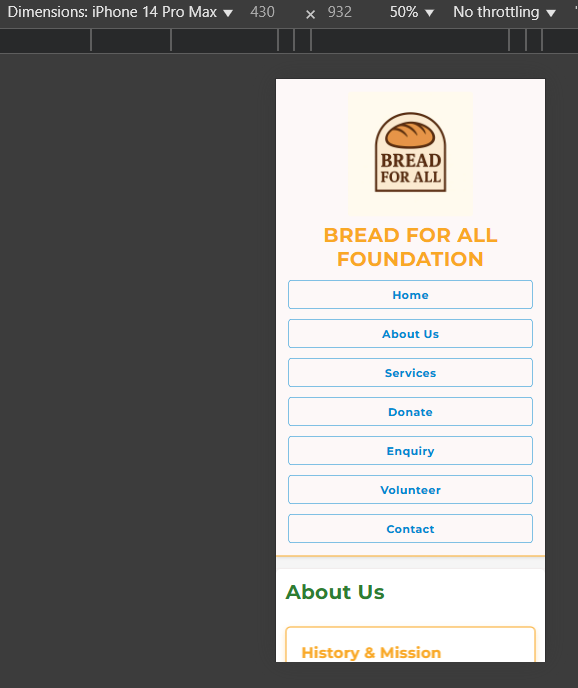 Dimensions: iPhone 14 Pro Max ▼ 430 × 932 50% ▼ No throttling ▼
BREAD
FOR ALL
BREAD FOR ALL
FOUNDATION
Home
About Us
Services
Donate
Enquiry
Volunteer
Contact
About Us
History & Mission